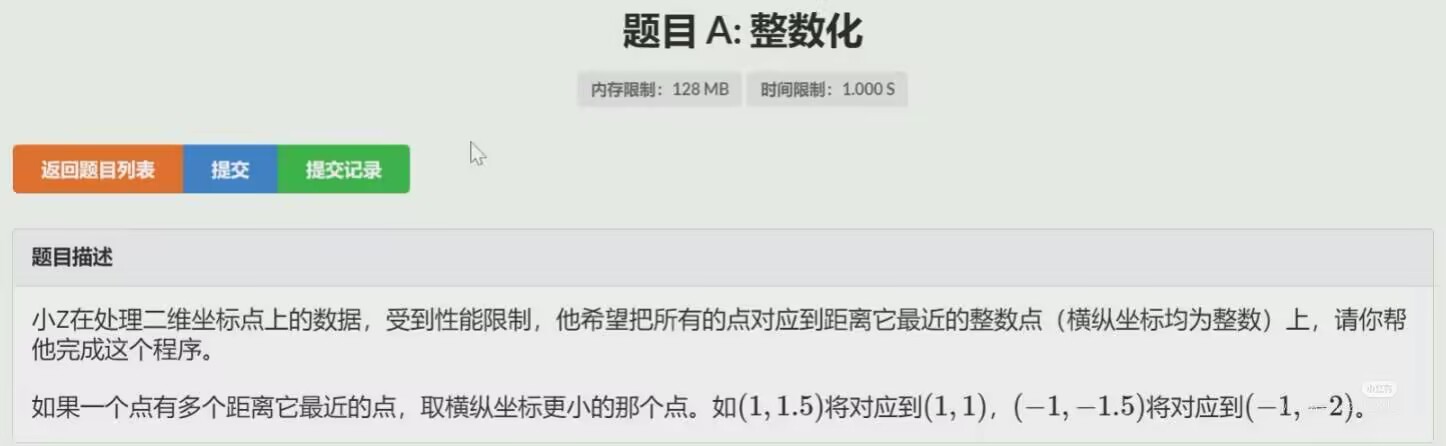 题目 A: 整数化
内存限制：128 MB 时间限制：1.000 S
返回题目列表 提交 提交记录
题目描述
小Z在处理二维坐标点上的数据，受到性能限制，他希望把所有的点对应到距离它最近的整数点（横纵坐标均为整数）上，请你帮
他完成这个程序。
如果一个点有多个距离它最近的点，取横纵坐标更小的那个点。如(1, 1.5)将对应到(1, 1)，(−1, −1.5)将对应到(−1, −2)。
小红书